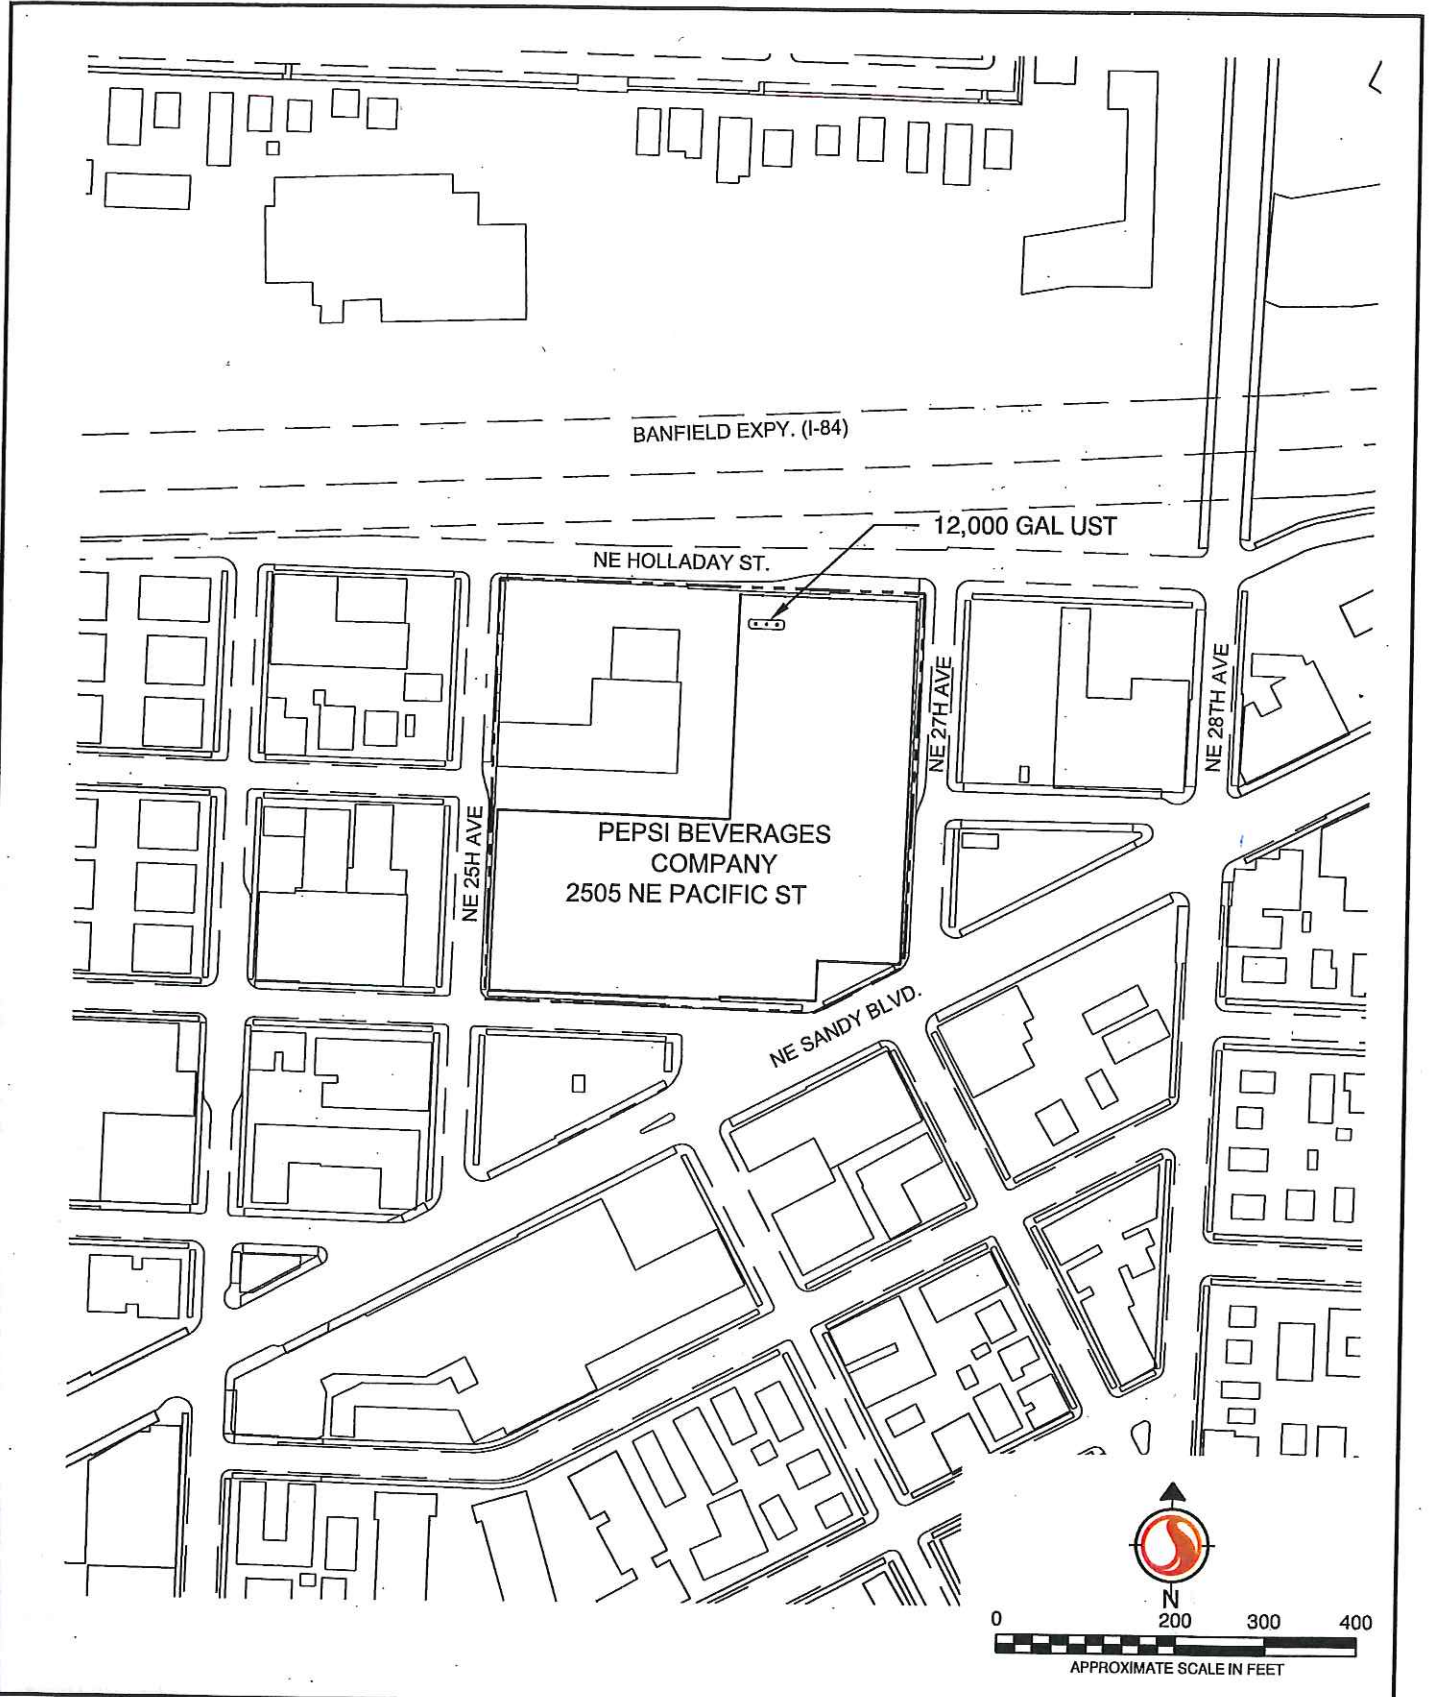 BANFIELD EXPY. (I-84)
12,000 GAL UST
NE HOLLADAY ST.
NE 27H AVE
NE 28TH AVE
NE 25H AVE
PEPSI BEVERAGES
COMPANY
2505 NE PACIFIC ST
NE SANDY BLVD.
N
0 200 300 400
APPROXIMATE SCALE IN FEET